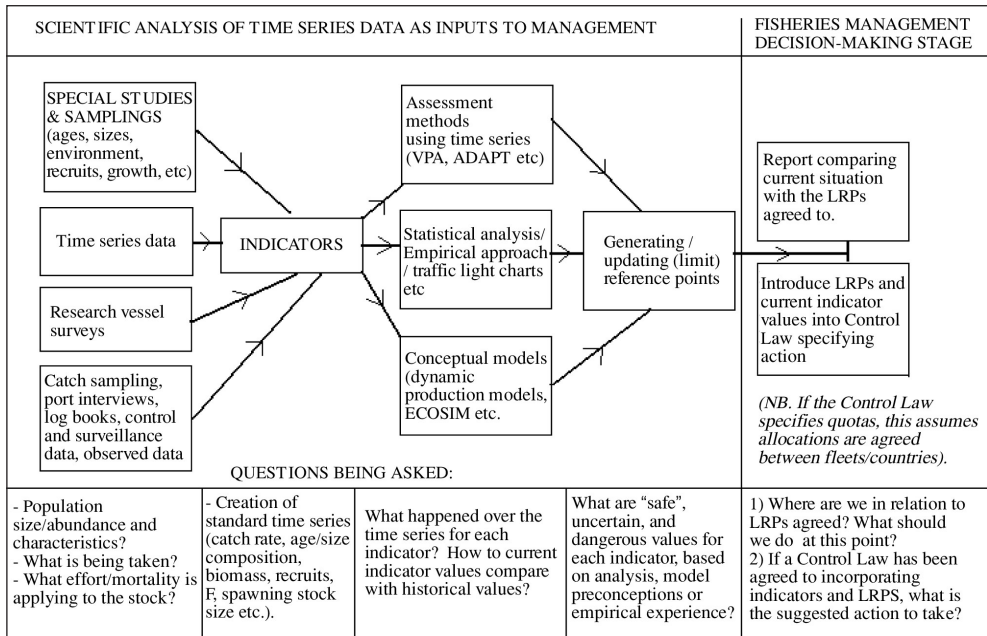 SCIENTIFIC ANALYSIS OF TIME SERIES DATA AS INPUTS TO MANAGEMENT
FISHERIES MANAGEMENT
DECISION-MAKING STAGE
SPECIAL STUDIES
& SAMPLINGS
(ages, sizes,
environment,
recruits, growth, etc)
Time series data
Research vessel
surveys
Catch sampling,
port interviews,
log books, control
and surveillance
data, observed data
INDICATORS
Assessment
methods
using time series
(VPA, ADAPT etc)
Statistical analysis/
Empirical approach
/ traffic light charts
etc
Conceptual models
(dynamic
production models,
ECOSIM etc.
Generating /
updating (limit)
reference points
Report comparing
current situation
with the LRPs
agreed to.
Introduce LRPs and
current indicator
values into Control
Law specifying
action
(NB. If the Control Law
specifies quotas, this assumes
allocations are agreed
between fleets/countries).
QUESTIONS BEING ASKED:
- Population
size/abundance and
characteristics?
- What is being taken?
- What effort/mortality is
applying to the stock?
- Creation of
standard time series
(catch rate, age/size
composition,
biomass, recruits,
F, spawning stock
size etc.).
What happened over the
time series for each
indicator? How to current
indicator values compare
with historical values?
What are “safe”,
uncertain, and
dangerous values for
each indicator, based
on analysis, model
preconceptions or
empirical experience?
1) Where are we in relation to
LRPs agreed? What should
we do at this point?
2) If a Control Law has been
agreed to incorporating
indicators and LRPS, what is
the suggested action to take?